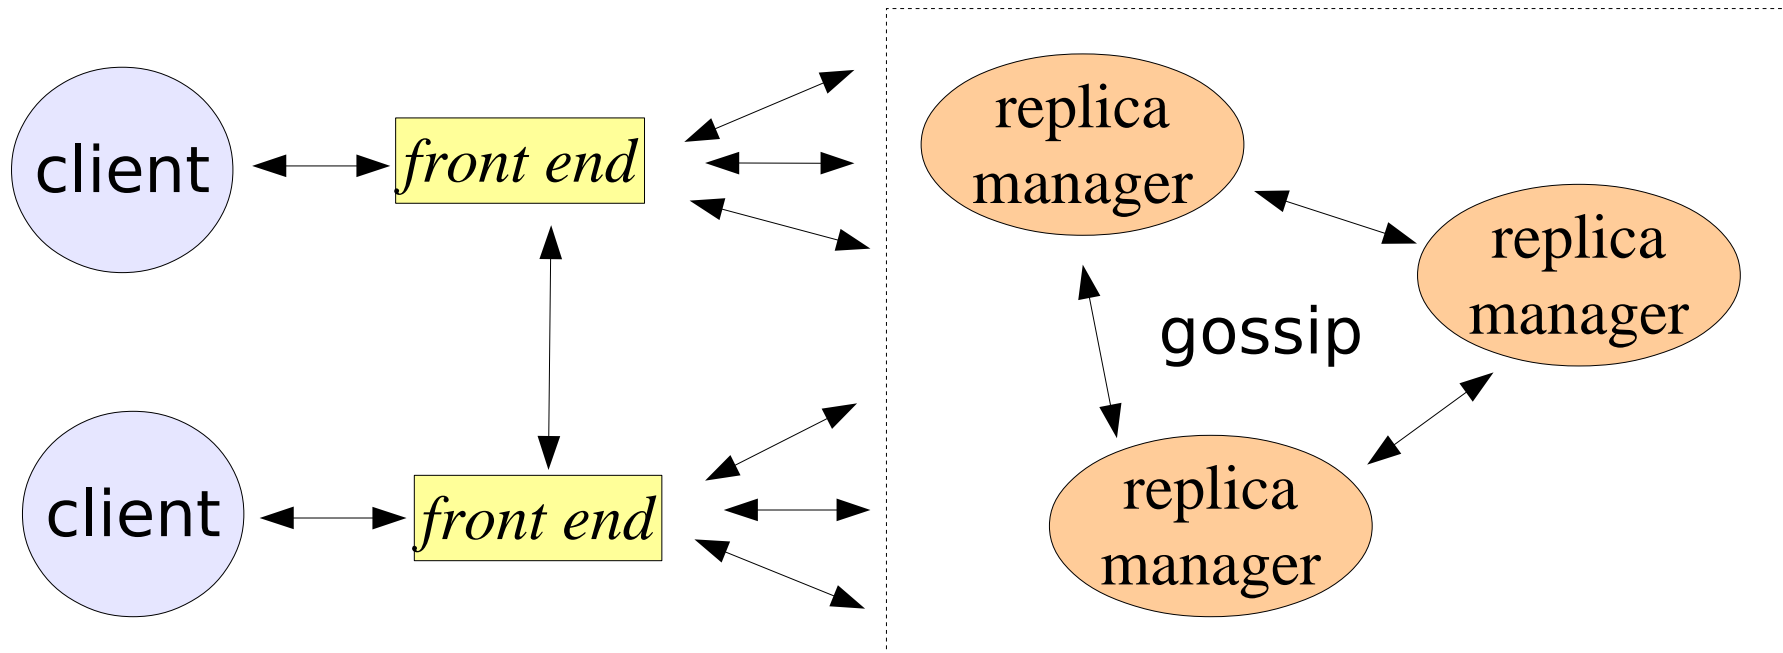 client
front end
replica
manager
replica
manager
gossip
client
front end
replica
manager